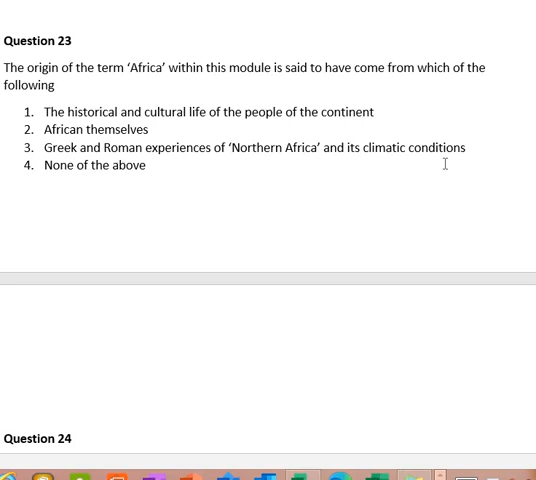 Question 23
The origin of the term ‘Africa’ within this module is said to have come from which of the
following
1. The historical and cultural life of the people of the continent
2. African themselves
3. Greek and Roman experiences of ‘Northern Africa’ and its climatic conditions
4. None of the above
Question 24